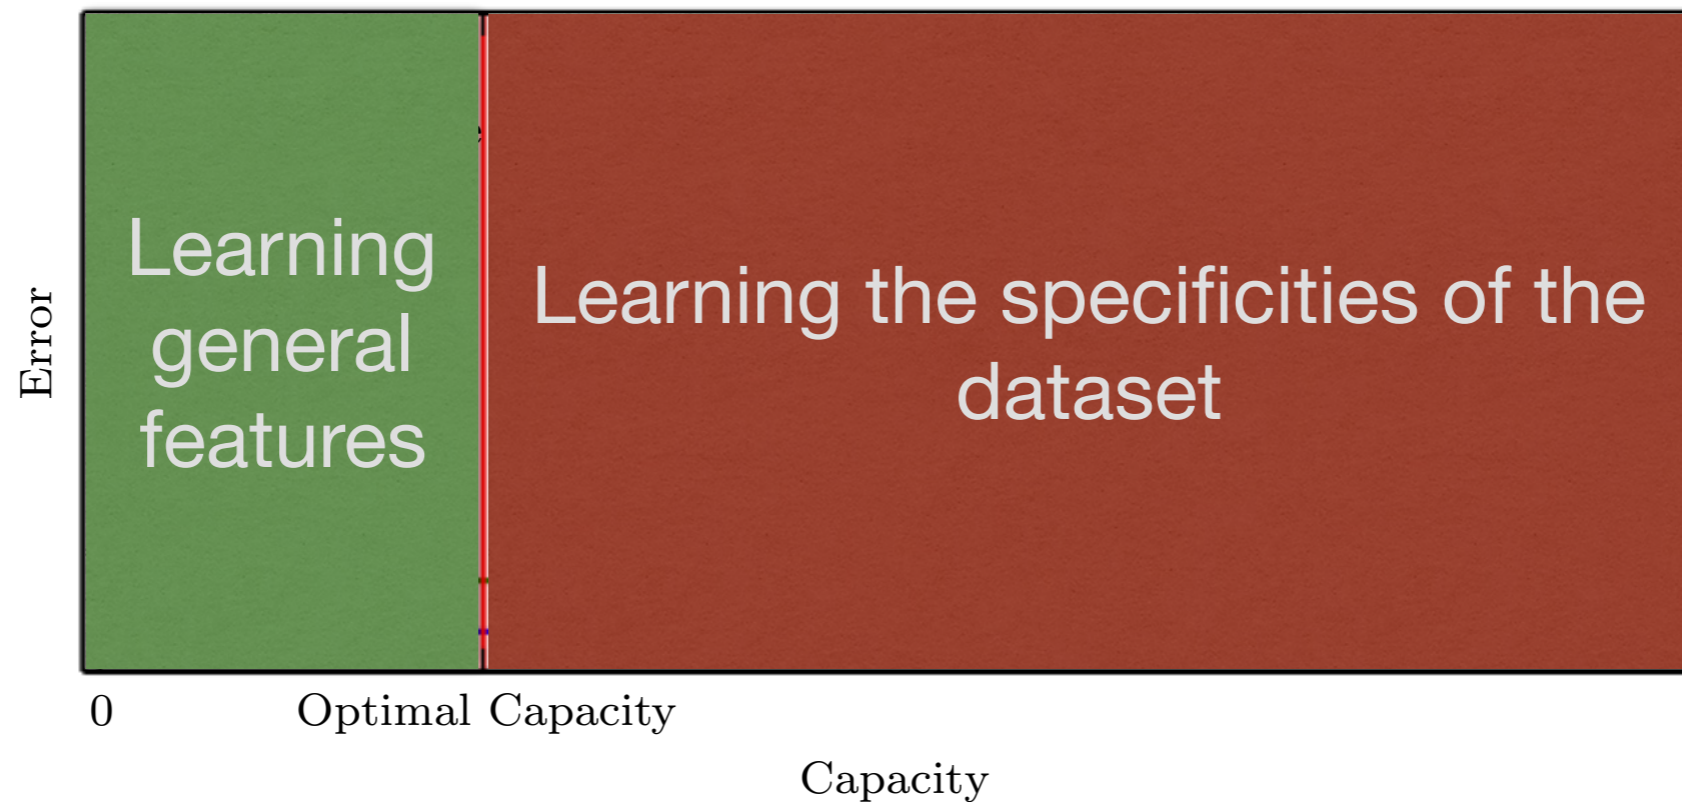 Learning
general
features
Learning the specificities of the
dataset
Error
0
Optimal Capacity
Capacity